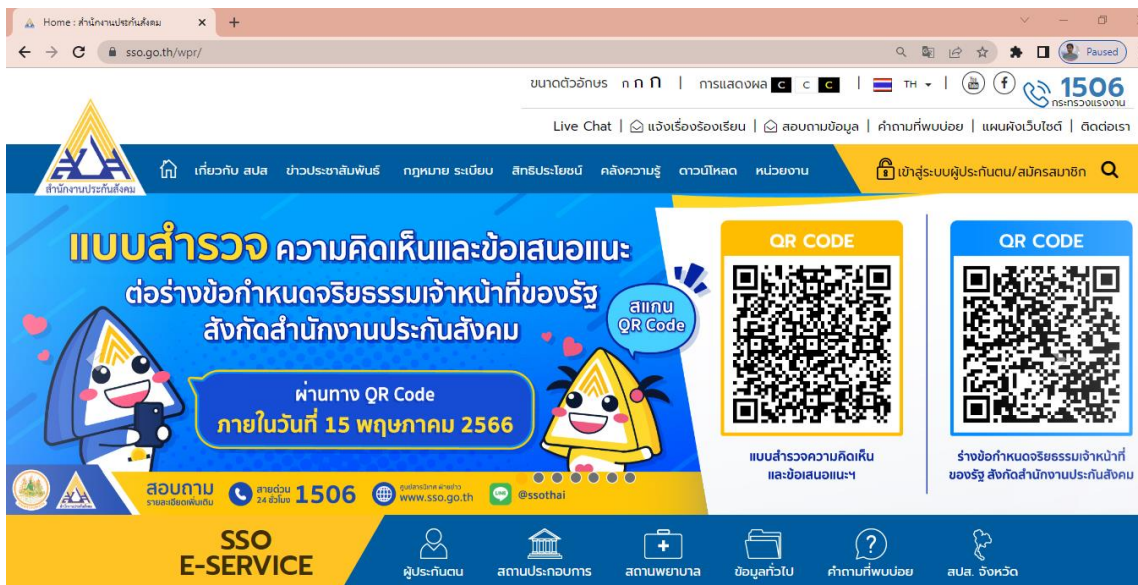 Home : สำนักงานประกันสังคม
sso.go.th/wpr/
Paused
ขนาดตัวอักษร ก ก ก | การแสดงผล C C C | TH
1506
กระทรวงแรงงาน
Live Chat | แจ้งเรื่องร้องเรียน | สอบถามข้อมูล | คำถามที่พบบ่อย | แผนผังเว็บไซต์ | ติดต่อเรา
สำนักงานประกันสังคม
เกี่ยวกับ สปส ข่าวประชาสัมพันธ์ กฎหมาย ระเบียบ สิทธิประโยชน์ คลังความรู้ ดาวน์โหลด หน่วยงาน
เข้าสู่ระบบผู้ประกันตน/สมัครสมาชิก
แบบสำรวจ ความคิดเห็นและข้อเสนอแนะ
ต่อร่างข้อกำหนดจริยธรรมเจ้าหน้าที่ของรัฐ
สังกัดสำนักงานประกันสังคม
สแกน
QR Code
ผ่านทาง QR Code
ภายในวันที่ 15 พฤษภาคม 2566
QR CODE
แบบสำรวจความคิดเห็น
และข้อเสนอแนะฯ
QR CODE
ร่างข้อกำหนดจริยธรรมเจ้าหน้าที่
ของรัฐ สังกัดสำนักงานประกันสังคม
สอบถาม
รายละเอียดเพิ่มเติม
สายด่วน
24 ชั่วโมง
1506
www.sso.go.th
@ssothai
SSO
E-SERVICE
ผู้ประกันตน สถานประกอบการ สถานพยาบาล ข้อมูลทั่วไป คำถามที่พบบ่อย สปส. จังหวัด